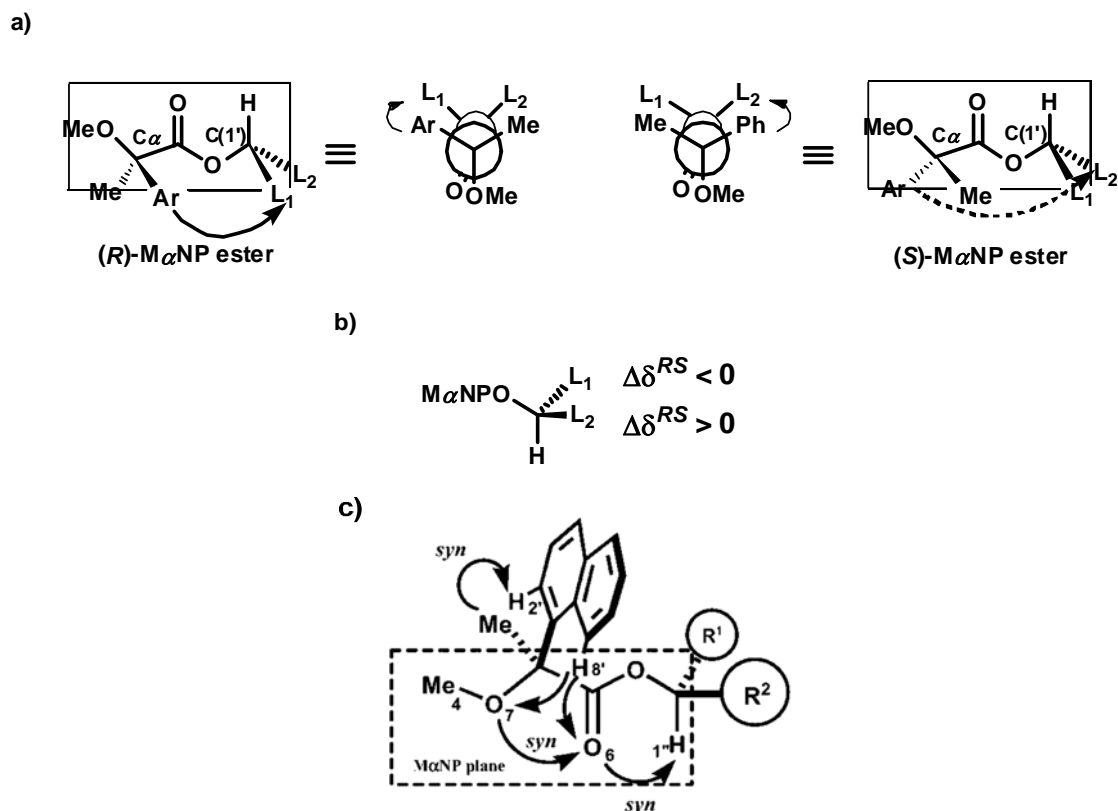 a)
O H
MeO Cα C(1') O L2
Me Ar L1
(R)-MαNP ester
≡
L1 L2
Ar Me
O OMe
L1 L2
Me Ph
O OMe
≡
O H
MeO Cα C(1') O L2
Ar Me L1
(S)-MαNP ester
b)
MαNPO L1 ΔδRS < 0
L2 ΔδRS > 0
H
c)
syn
H2'
Me R1
H8' O R2
Me4 O7
syn O6 1''H
MαNP plane
syn